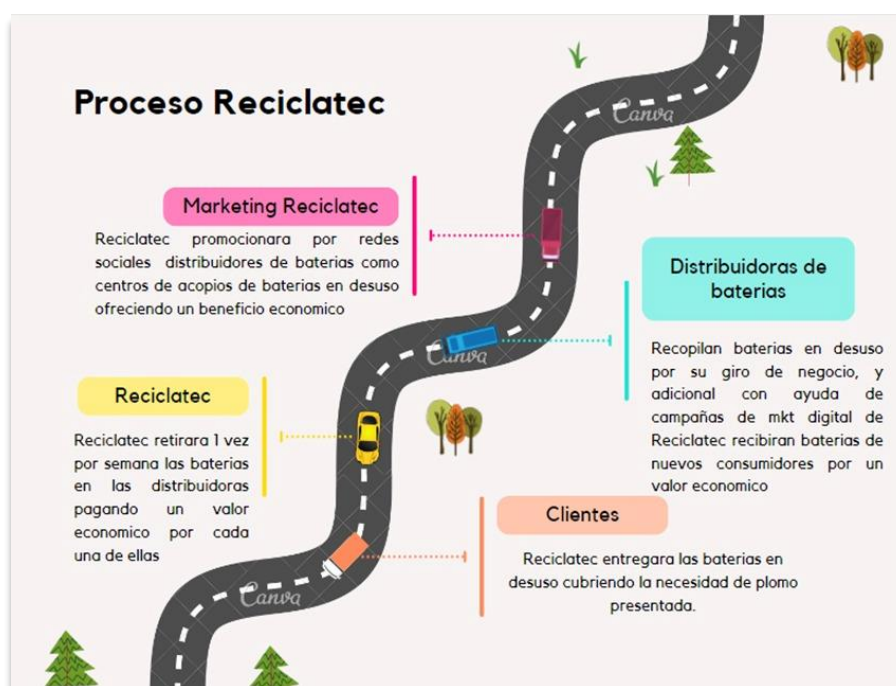 Proceso Reciclatec
Marketing Reciclatec
Reciclatec promocionara por redes
sociales distribuidores de baterias como
centros de acopios de baterias en desuso
ofreciendo un beneficio economico
Distribuidoras de
baterias
Recopilan baterias en desuso
por su giro de negocio, y
adicional con ayuda de
campañas de mkt digital de
Reciclatec recibiran baterias de
nuevos consumidores por un
valor economico
Reciclatec
Reciclatec retirara 1 vez
por semana las baterias
en las distribuidoras
pagando un valor
economico por cada
una de ellas
Clientes
Reciclatec entregara las baterias en
desuso cubriendo la necesidad de plomo
presentada.
Canva
Canva
Canva